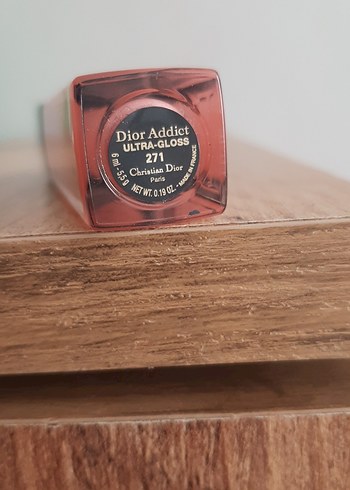 Dior Addict
ULTRA-GLOSS
271
Christian Dior
Paris
6 ml - 5,5 g NET WT. 0.19 OZ. - MADE IN FRANCE